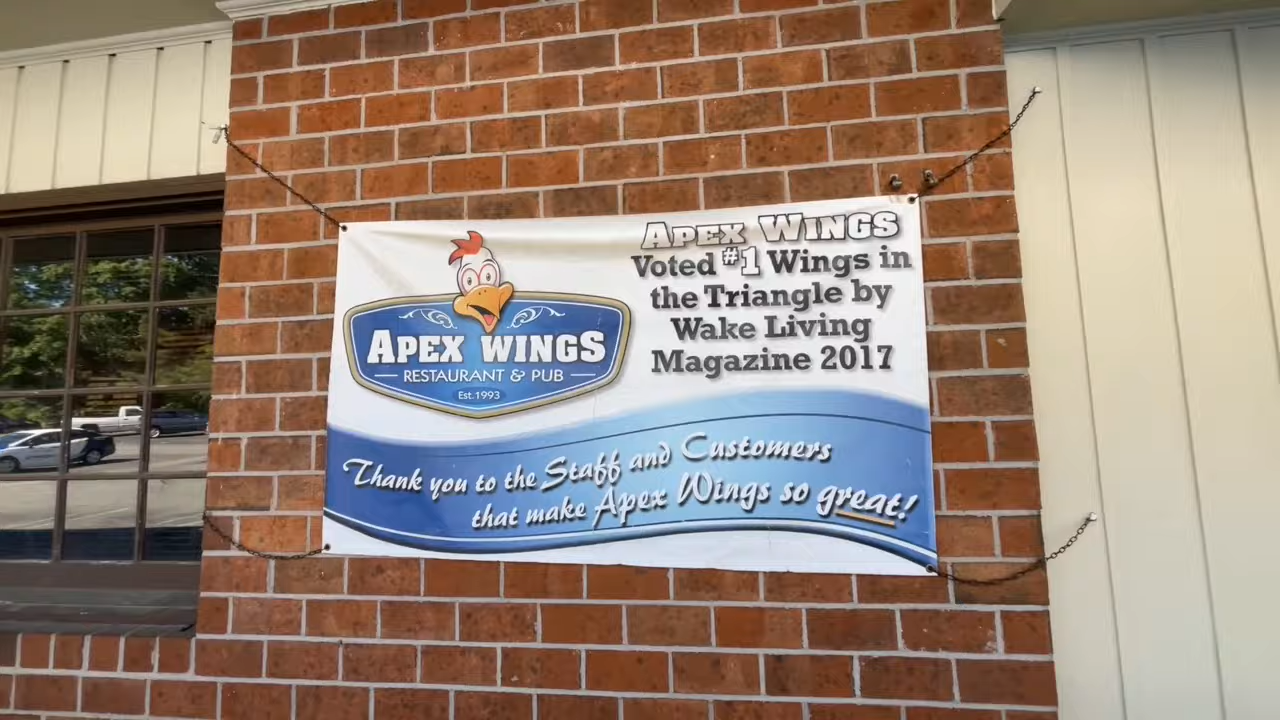 APEX WINGS
RESTAURANT & PUB
Est. 1993
APEX WINGS
Voted #1 Wings in
the Triangle by
Wake Living
Magazine 2017
Thank you to the Staff and Customers
that make Apex Wings so great!